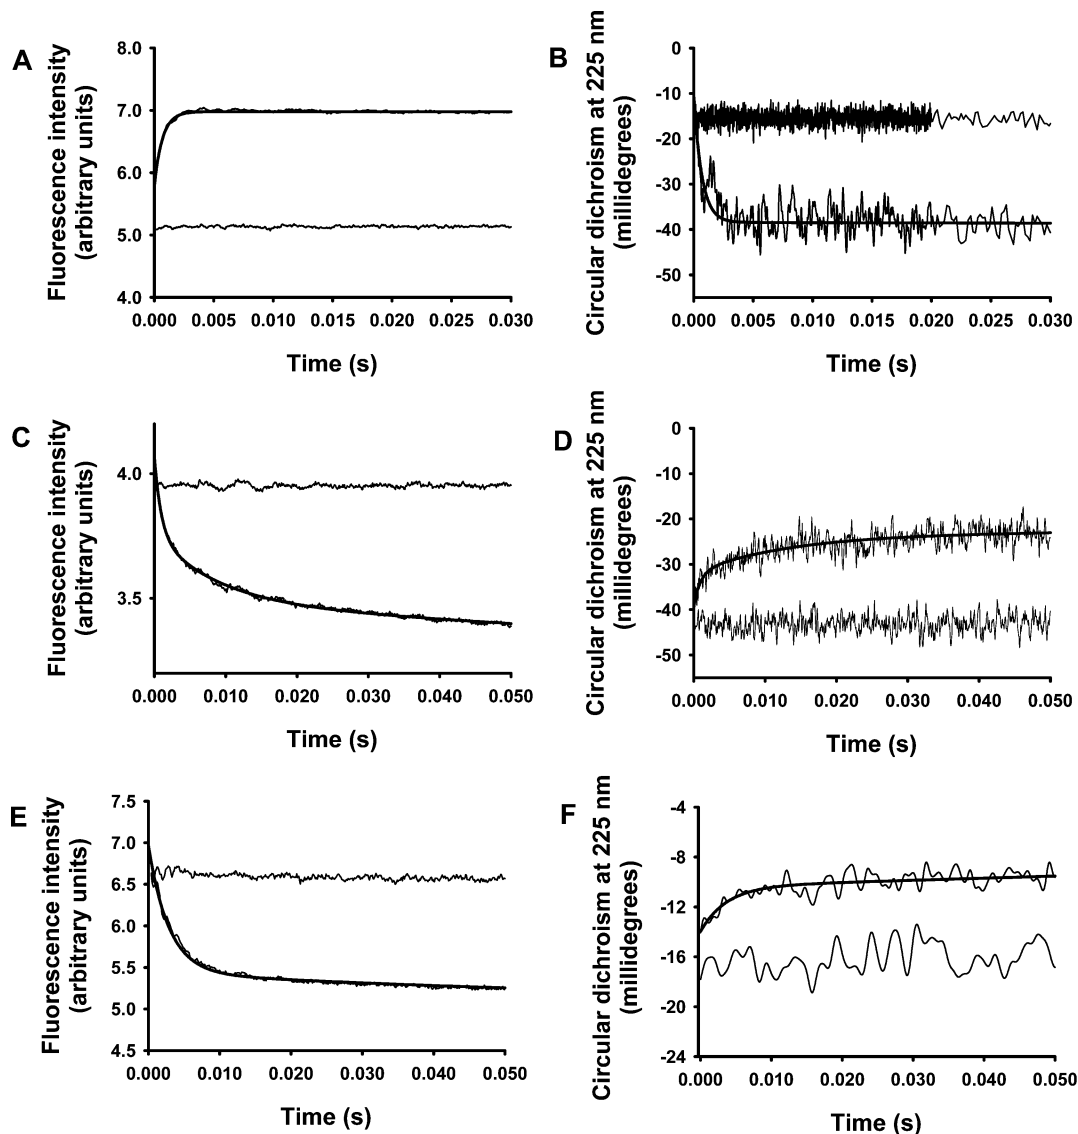 A
Fluorescence intensity
(arbitrary units)
8.0
7.0
6.0
5.0
4.0
0.000 0.005 0.010 0.015 0.020 0.025 0.030
Time (s)
B
Circular dichroism at 225 nm
(millidegrees)
0
-10
-20
-30
-40
-50
0.000 0.005 0.010 0.015 0.020 0.025 0.030
Time (s)
C
Fluorescence intensity
(arbitrary units)
4.0
3.5
0.000 0.010 0.020 0.030 0.040 0.050
Time (s)
D
Circular dichroism at 225 nm
(millidegrees)
0
-10
-20
-30
-40
-50
0.000 0.010 0.020 0.030 0.040 0.050
Time (s)
E
Fluorescence intensity
(arbitrary units)
7.5
7.0
6.5
6.0
5.5
5.0
4.5
0.000 0.010 0.020 0.030 0.040 0.050
Time (s)
F
Circular dichroism at 225 nm
(millidegrees)
-4
-8
-12
-16
-20
-24
0.000 0.010 0.020 0.030 0.040 0.050
Time (s)